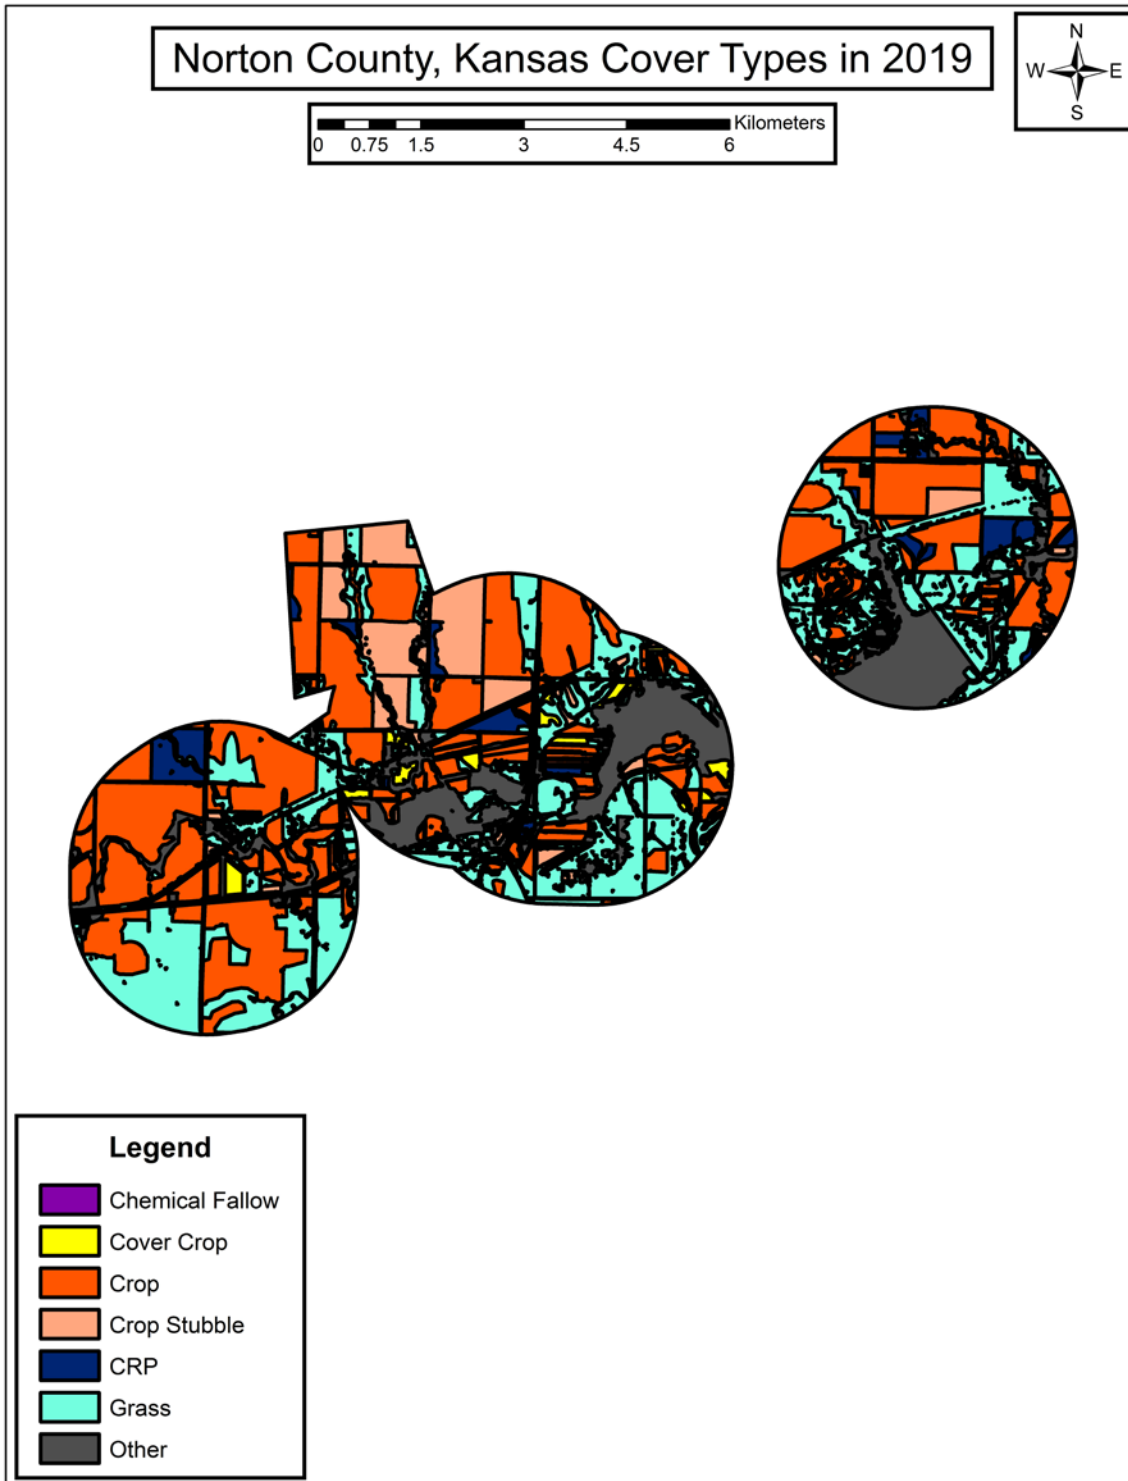 Norton County, Kansas Cover Types in 2019
N
W E
S
Kilometers
0 0.75 1.5 3 4.5 6
Legend
Chemical Fallow
Cover Crop
Crop
Crop Stubble
CRP
Grass
Other